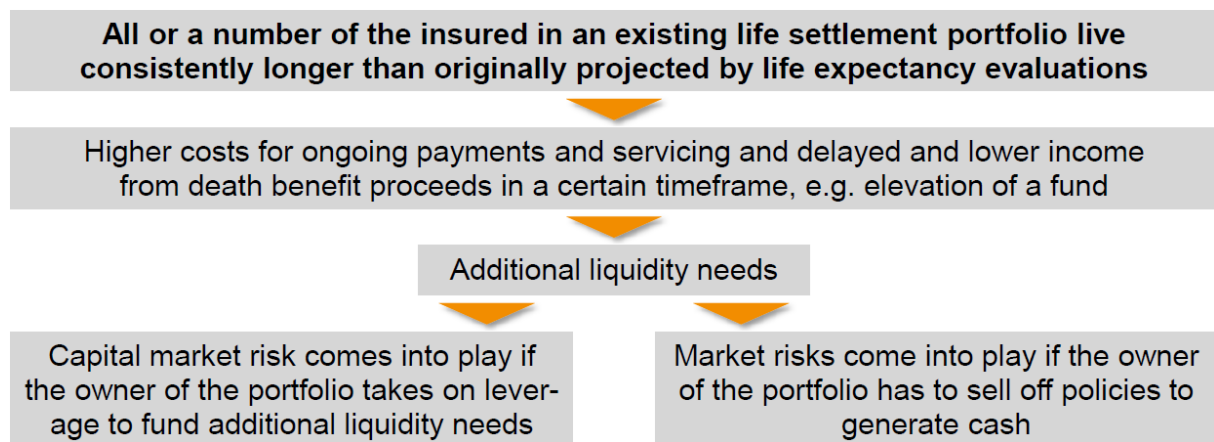 All or a number of the insured in an existing life settlement portfolio live
consistently longer than originally projected by life expectancy evaluations
Higher costs for ongoing payments and servicing and delayed and lower income
from death benefit proceeds in a certain timeframe, e.g. elevation of a fund
Additional liquidity needs
Capital market risk comes into play if
the owner of the portfolio takes on lever-
age to fund additional liquidity needs
Market risks come into play if the owner
of the portfolio has to sell off policies to
generate cash